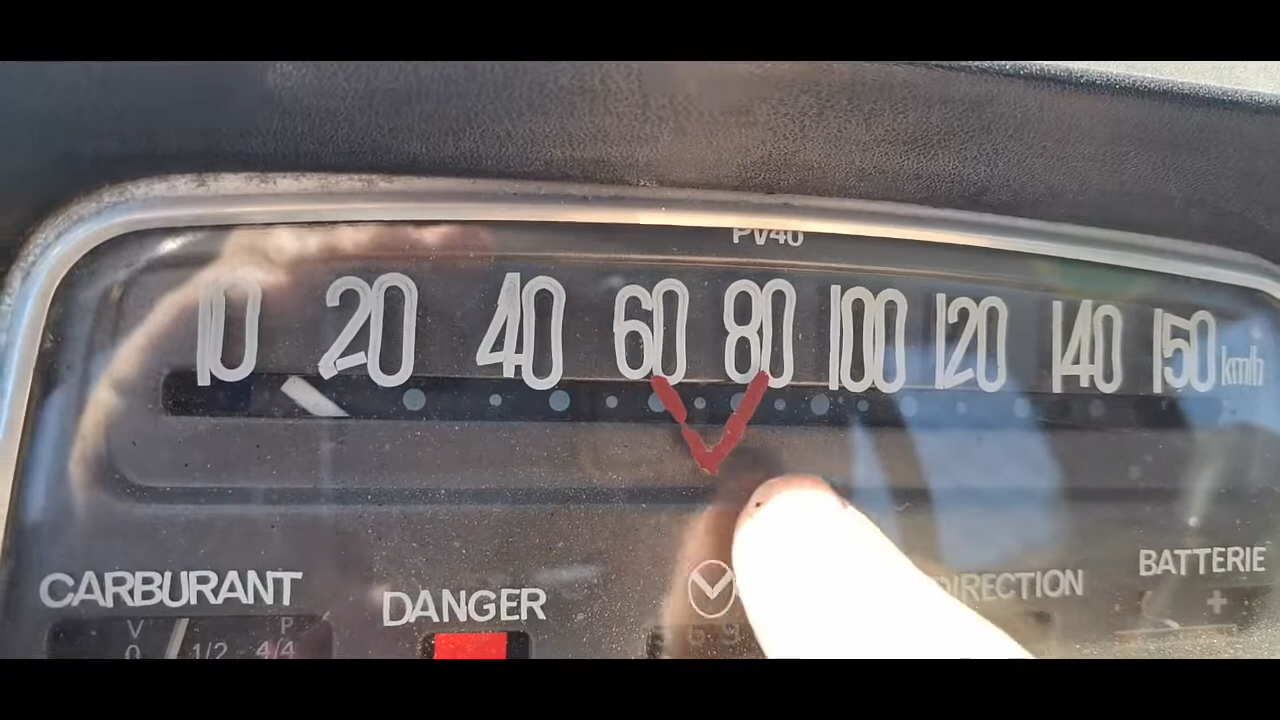 PV40
10 20 40 60 80 100 120 140 150 km/h
CARBURANT DANGER DIRECTION BATTERIE
V P +
0 1/2 4/4